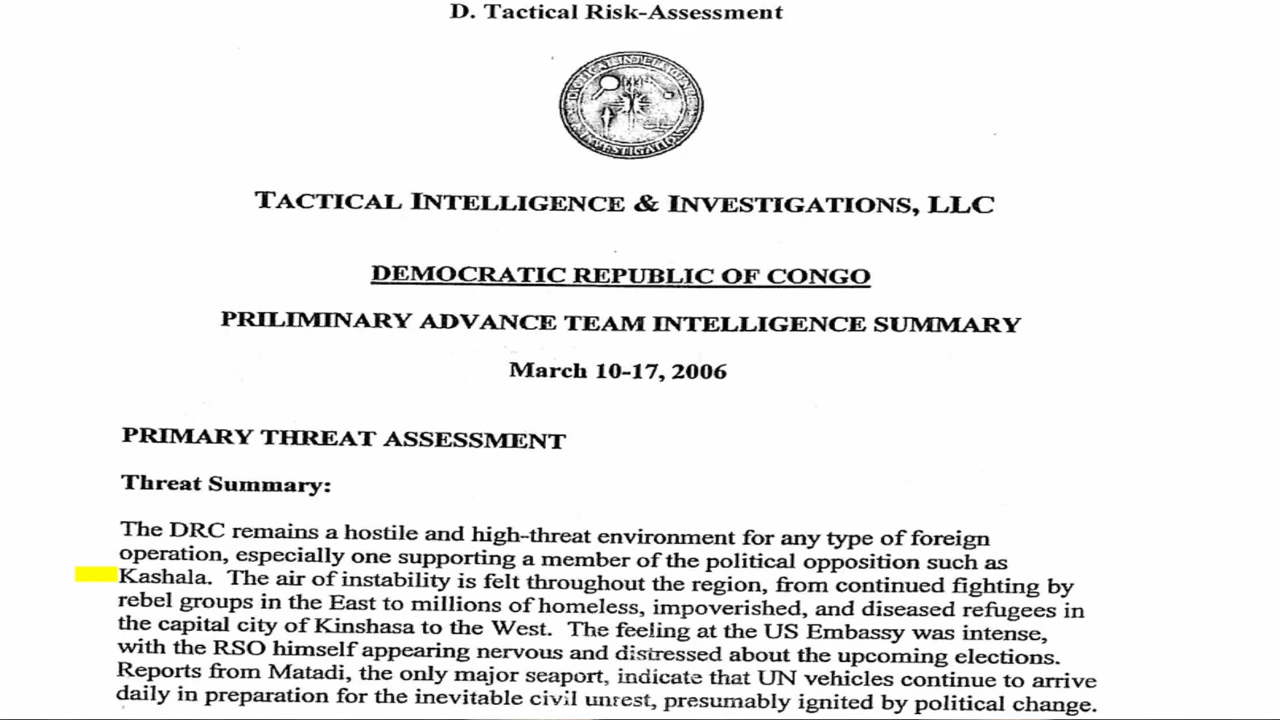 D. Tactical Risk-Assessment
TACTICAL INTELLIGENCE
INVESTIGATIONS
TACTICAL INTELLIGENCE & INVESTIGATIONS, LLC
DEMOCRATIC REPUBLIC OF CONGO
PRILIMINARY ADVANCE TEAM INTELLIGENCE SUMMARY
March 10-17, 2006
PRIMARY THREAT ASSESSMENT
Threat Summary:
The DRC remains a hostile and high-threat environment for any type of foreign
operation, especially one supporting a member of the political opposition such as
Kashala. The air of instability is felt throughout the region, from continued fighting by
rebel groups in the East to millions of homeless, impoverished, and diseased refugees in
the capital city of Kinshasa to the West. The feeling at the US Embassy was intense,
with the RSO himself appearing nervous and distressed about the upcoming elections.
Reports from Matadi, the only major seaport, indicate that UN vehicles continue to arrive
daily in preparation for the inevitable civil unrest, presumably ignited by political change.